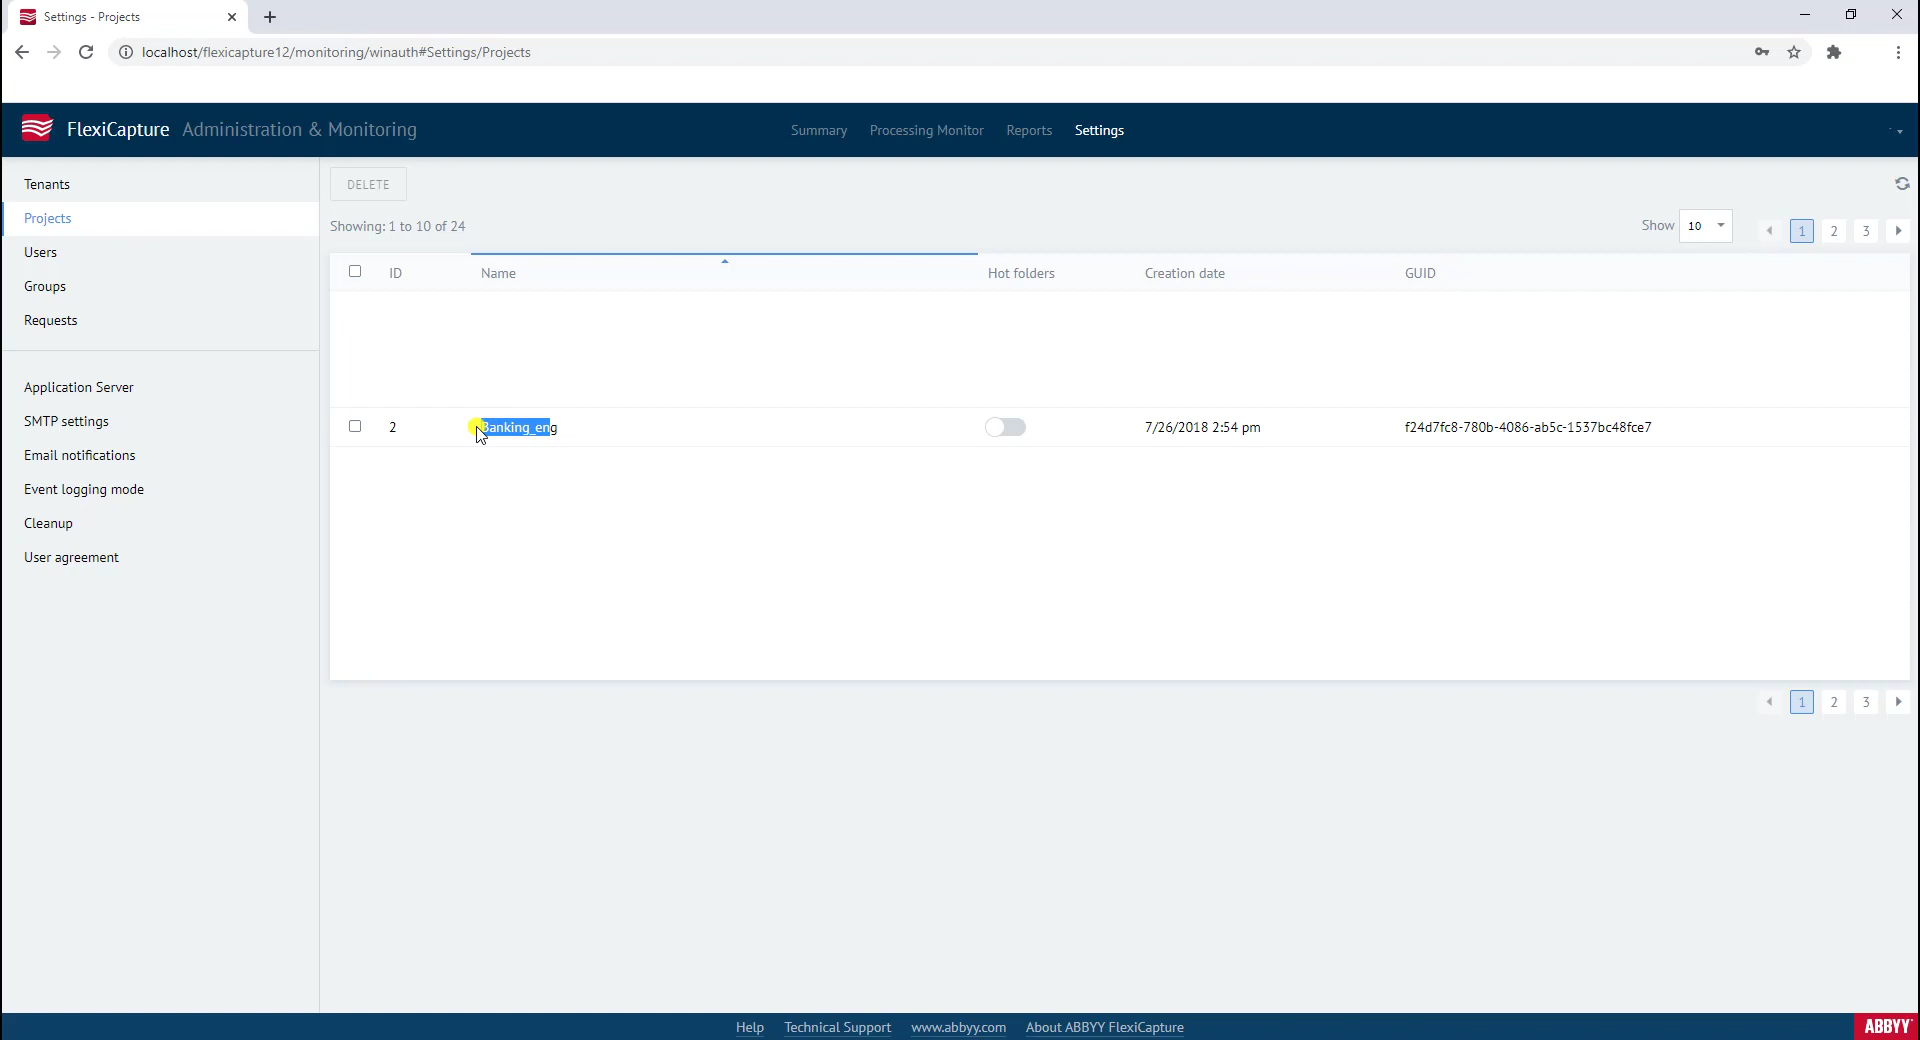 Settings - Projects
localhost/flexicapture12/monitoring/winauth#Settings/Projects
FlexiCapture Administration & Monitoring
Summary Processing Monitor Reports Settings
Tenants
Projects
Users
Groups
Requests
Application Server
SMTP settings
Email notifications
Event logging mode
Cleanup
User agreement
DELETE
Showing: 1 to 10 of 24
Show 10 1 2 3
ID Name Hot folders Creation date GUID
2 Banking_eng 7/26/2018 2:54 pm f24d7fc8-780b-4086-ab5c-1537bc48fce7
1 2 3
Help Technical Support www.abbyy.com About ABBYY FlexiCapture
ABBYY